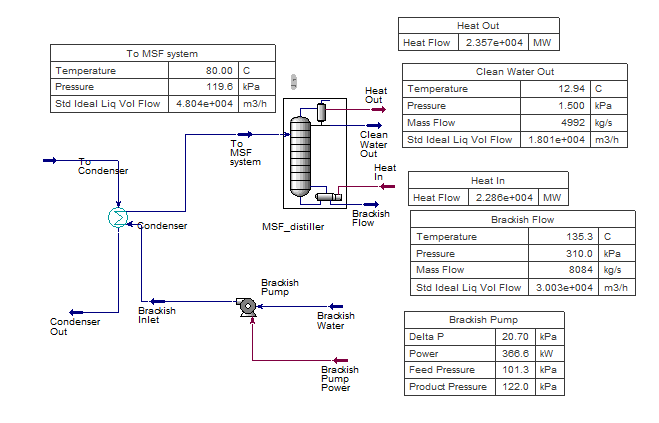 Heat Out
Heat Flow 2.357e+004 MW
To MSF system
Temperature 80.00 C
Pressure 119.6 kPa
Std Ideal Liq Vol Flow 4.804e+004 m3/h
Clean Water Out
Temperature 12.94 C
Pressure 1.500 kPa
Mass Flow 4992 kg/s
Std Ideal Liq Vol Flow 1.801e+004 m3/h
Heat
Out
Clean
Water
Out
To
MSF
system
To
Condenser
Heat
In
Heat In
Heat Flow 2.286e+004 MW
Brackish
Flow
MSF_distiller
Condenser
Brackish Flow
Temperature 135.3 C
Pressure 310.0 kPa
Mass Flow 8084 kg/s
Std Ideal Liq Vol Flow 3.003e+004 m3/h
Brackish
Pump
Brackish
Inlet
Brackish
Water
Condenser
Out
Brackish Pump
Delta P 20.70 kPa
Power 366.6 kW
Feed Pressure 101.3 kPa
Product Pressure 122.0 kPa
Brackish
Pump
Power